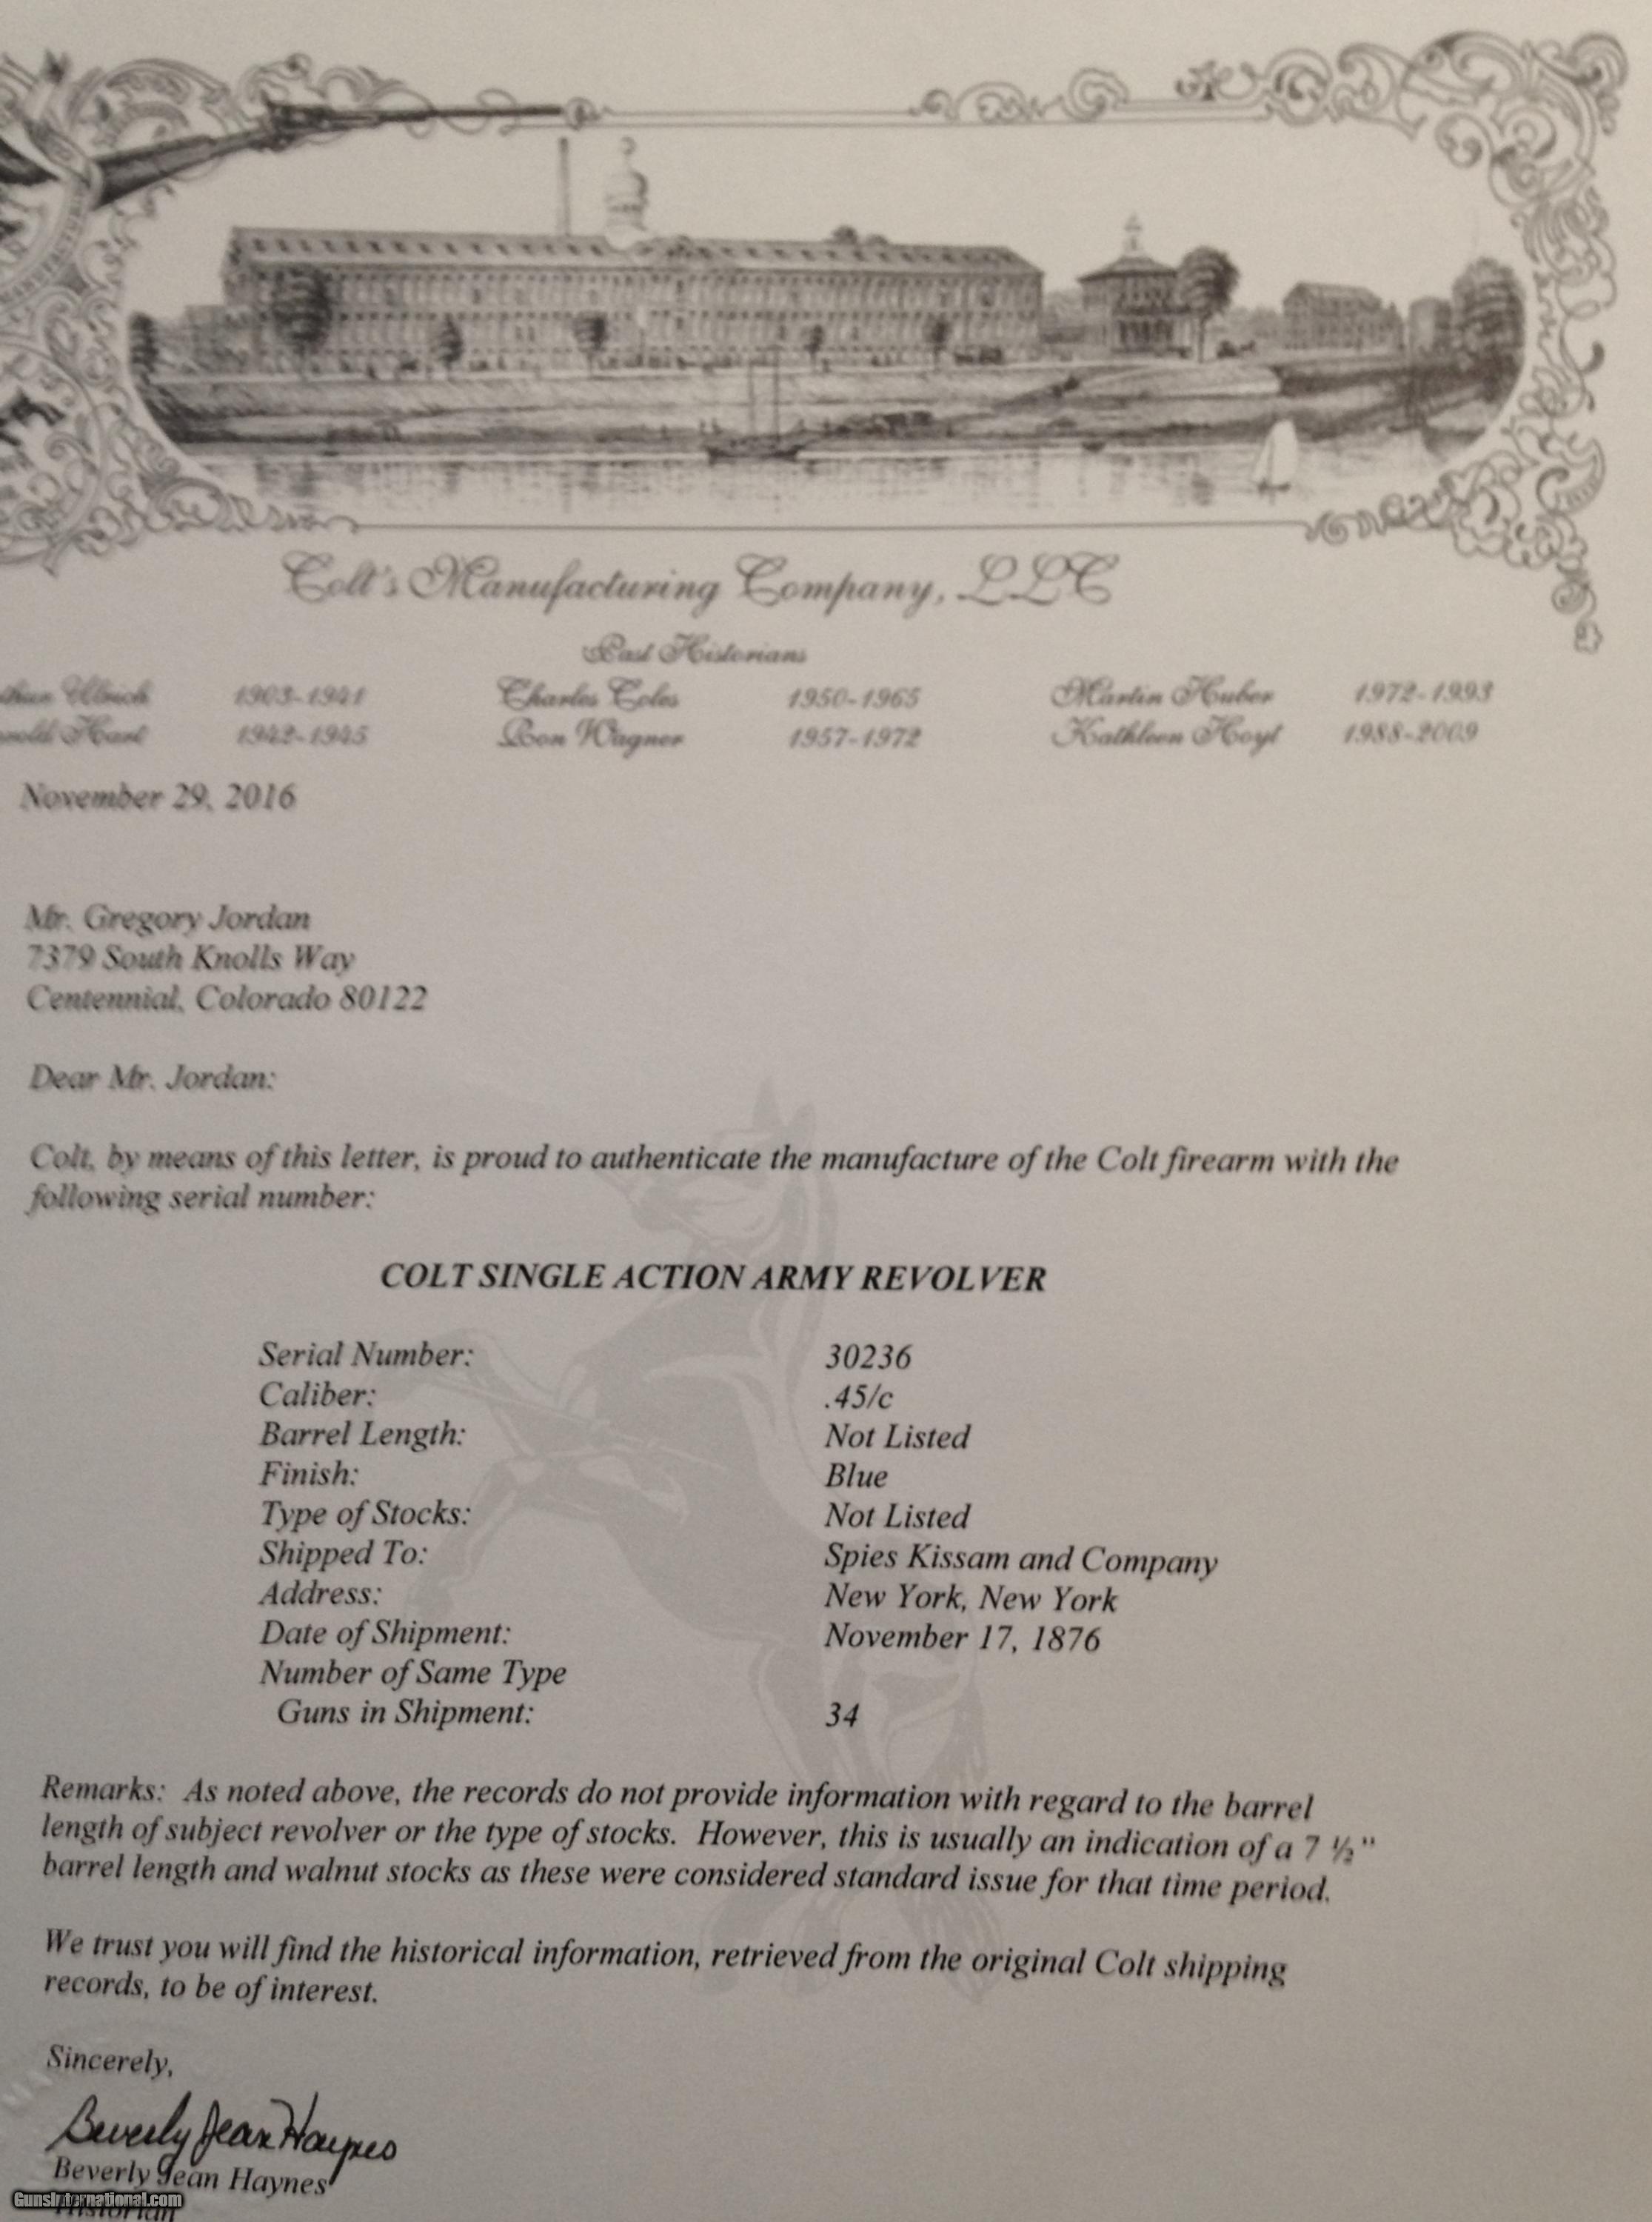 Colt's Manufacturing Company, LLC
Past Historians
Ulrich 1903-1941 Charles Coles 1950-1965 Martin Huber 1972-1993
Hart 1942-1945 Ron Wagner 1957-1972 Kathleen Hoyt 1988-2009
November 29, 2016
Mr. Gregory Jordan
7379 South Knolls Way
Centennial, Colorado 80122
Dear Mr. Jordan:
Colt, by means of this letter, is proud to authenticate the manufacture of the Colt firearm with the
following serial number:
COLT SINGLE ACTION ARMY REVOLVER
Serial Number: 30236
Caliber: .45/c
Barrel Length: Not Listed
Finish: Blue
Type of Stocks: Not Listed
Shipped To: Spies Kissam and Company
Address: New York, New York
Date of Shipment: November 17, 1876
Number of Same Type
Guns in Shipment: 34
Remarks: As noted above, the records do not provide information with regard to the barrel
length of subject revolver or the type of stocks. However, this is usually an indication of a 7 ½"
barrel length and walnut stocks as these were considered standard issue for that time period.
We trust you will find the historical information, retrieved from the original Colt shipping
records, to be of interest.
Sincerely,
Beverly Jean Haynes
Beverly Jean Haynes
Historian
GunsInternational.com